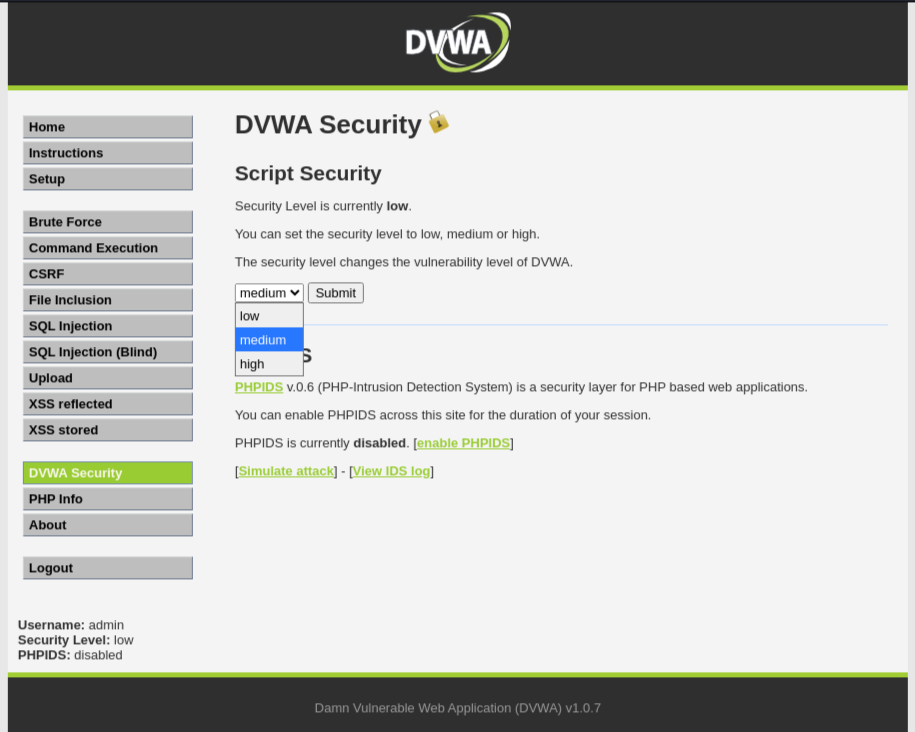 DVWA
Home
Instructions
Setup
Brute Force
Command Execution
CSRF
File Inclusion
SQL Injection
SQL Injection (Blind)
Upload
XSS reflected
XSS stored
DVWA Security
PHP Info
About
Logout
Username: admin
Security Level: low
PHPIDS: disabled
DVWA Security
Script Security
Security Level is currently low.
You can set the security level to low, medium or high.
The security level changes the vulnerability level of DVWA.
medium Submit
low
medium
high
S
PHPIDS v.0.6 (PHP-Intrusion Detection System) is a security layer for PHP based web applications.
You can enable PHPIDS across this site for the duration of your session.
PHPIDS is currently disabled. [enable PHPIDS]
[Simulate attack] - [View IDS log]
Damn Vulnerable Web Application (DVWA) v1.0.7